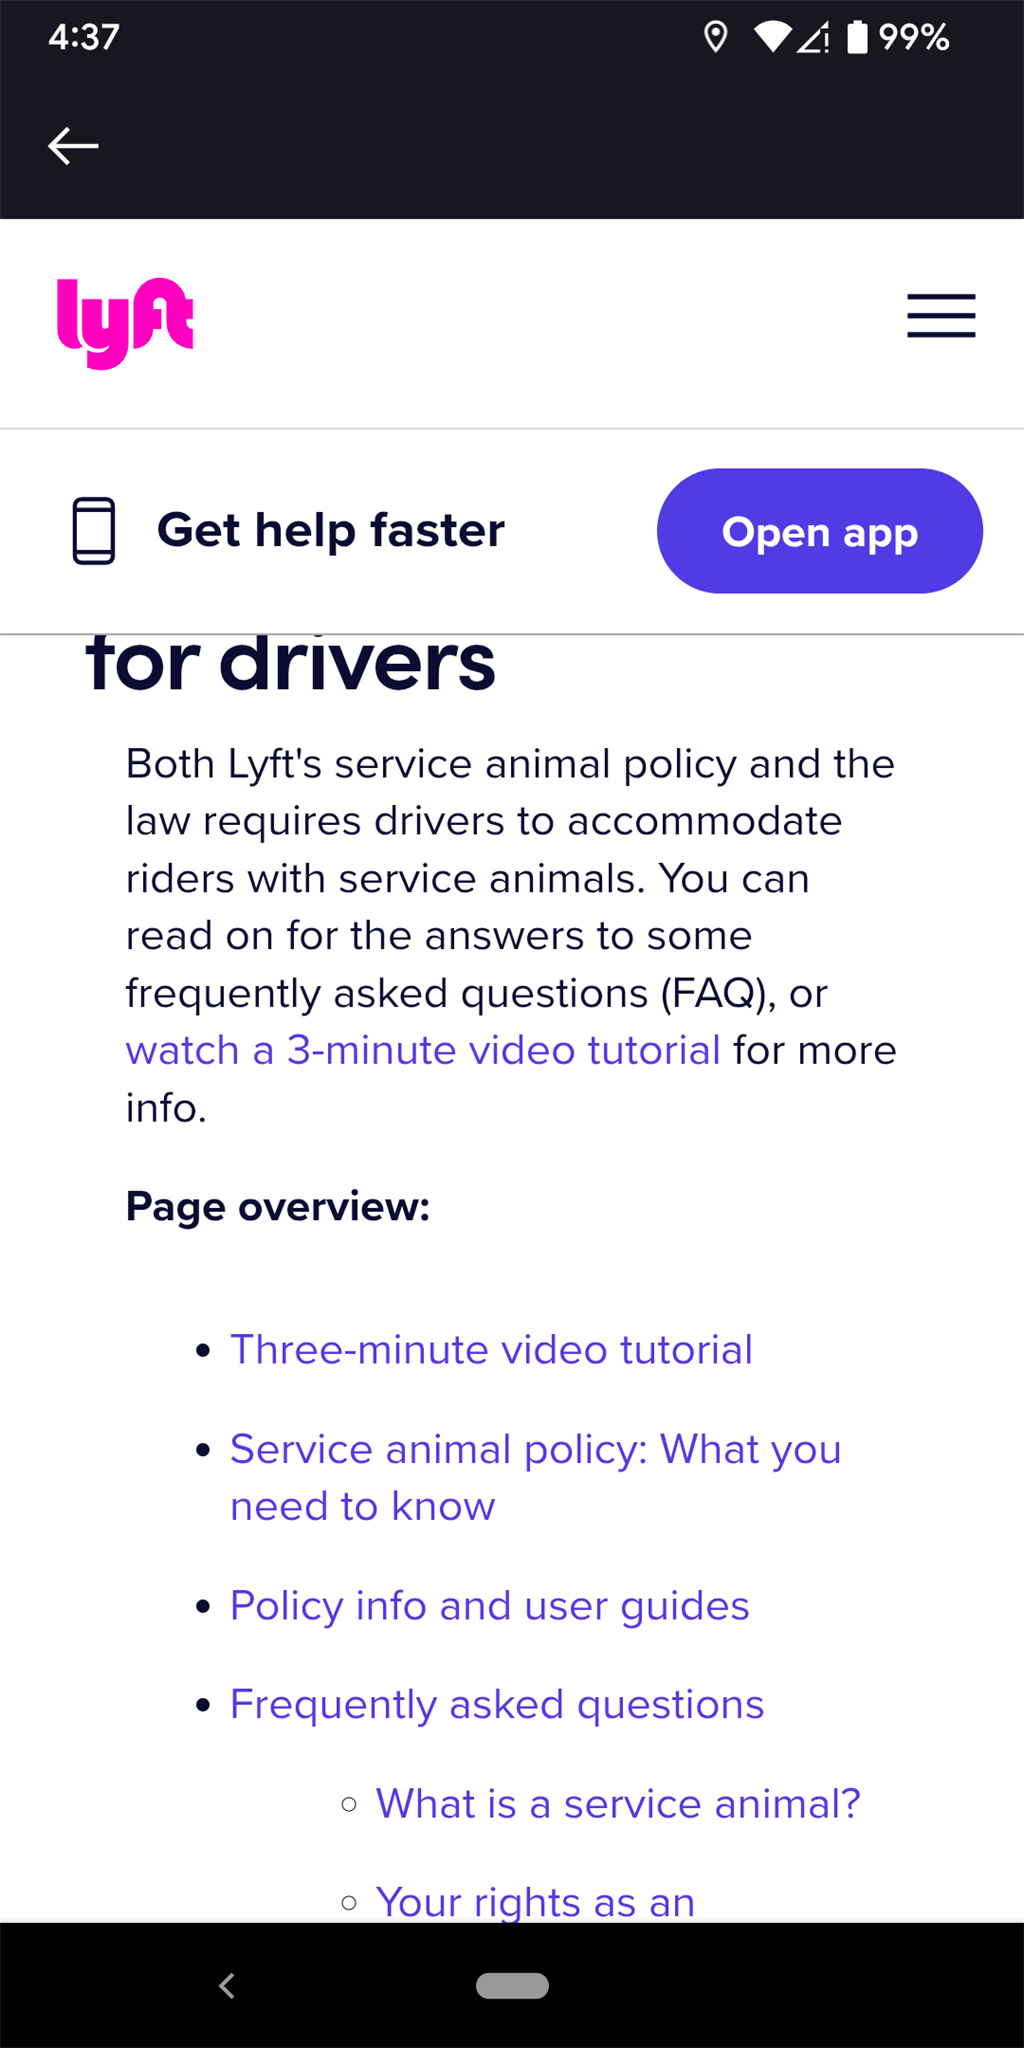 4:37
99%
lyft
Get help faster
Open app
for drivers
Both Lyft's service animal policy and the
law requires drivers to accommodate
riders with service animals. You can
read on for the answers to some
frequently asked questions (FAQ), or
watch a 3-minute video tutorial for more
info.
Page overview:
Three-minute video tutorial
Service animal policy: What you
need to know
Policy info and user guides
Frequently asked questions
What is a service animal?
Your rights as an